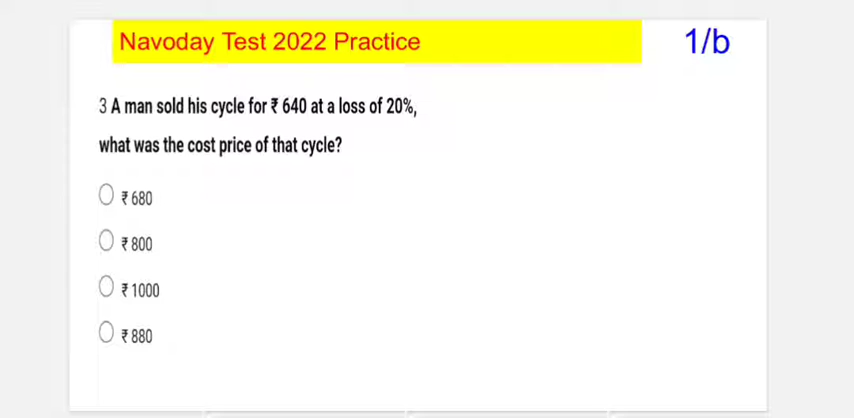 Navoday Test 2022 Practice
1/b
3 A man sold his cycle for ₹ 640 at a loss of 20%,
what was the cost price of that cycle?
₹ 680
₹ 800
₹ 1000
₹ 880